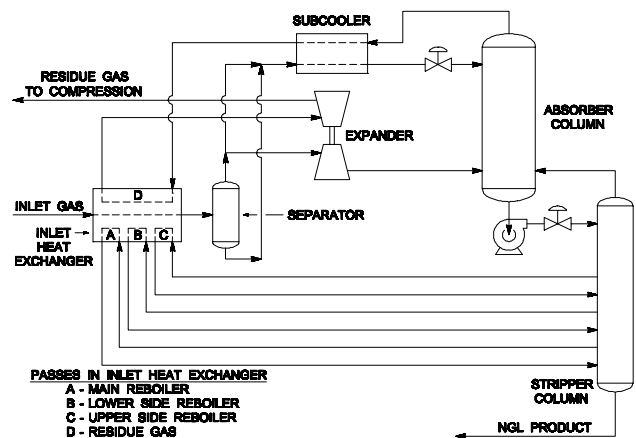 SUBCOOLER
RESIDUE GAS
TO COMPRESSION
EXPANDER
ABSORBER
COLUMN
D
INLET GAS
SEPARATOR
INLET
HEAT
EXCHANGER
A B C
PASSES IN INLET HEAT EXCHANGER
A - MAIN REBOILER
B - LOWER SIDE REBOILER
C - UPPER SIDE REBOILER
D - RESIDUE GAS
STRIPPER
COLUMN
NGL PRODUCT